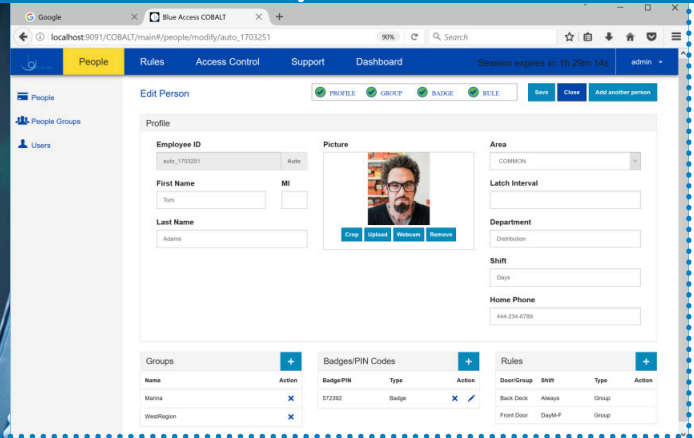 Google
Blue Access COBALT
localhost:9091/COBALT/main#/people/modify/auto_1703251
90%
Search
People
Rules
Access Control
Support
Dashboard
Session expires in: 1h 29m 14s
admin
People
People Groups
Users
Edit Person
PROFILE
GROUP
BADGE
RULE
Save
Close
Add another person
Profile
Employee ID
auto_1703251
Auto
First Name
MI
Tom
Last Name
Adams
Picture
Crop
Upload
Webcam
Remove
Area
COMMON
Latch Interval
Department
Distribution
Shift
Days
Home Phone
444-234-6789
Groups
Name Action
Marina
WestRegion
Badges/PIN Codes
Badge/PIN Type Action
572392 Badge
Rules
Door/Group Shift Type Action
Back Deck Always Group
Front Door DayM-F Group